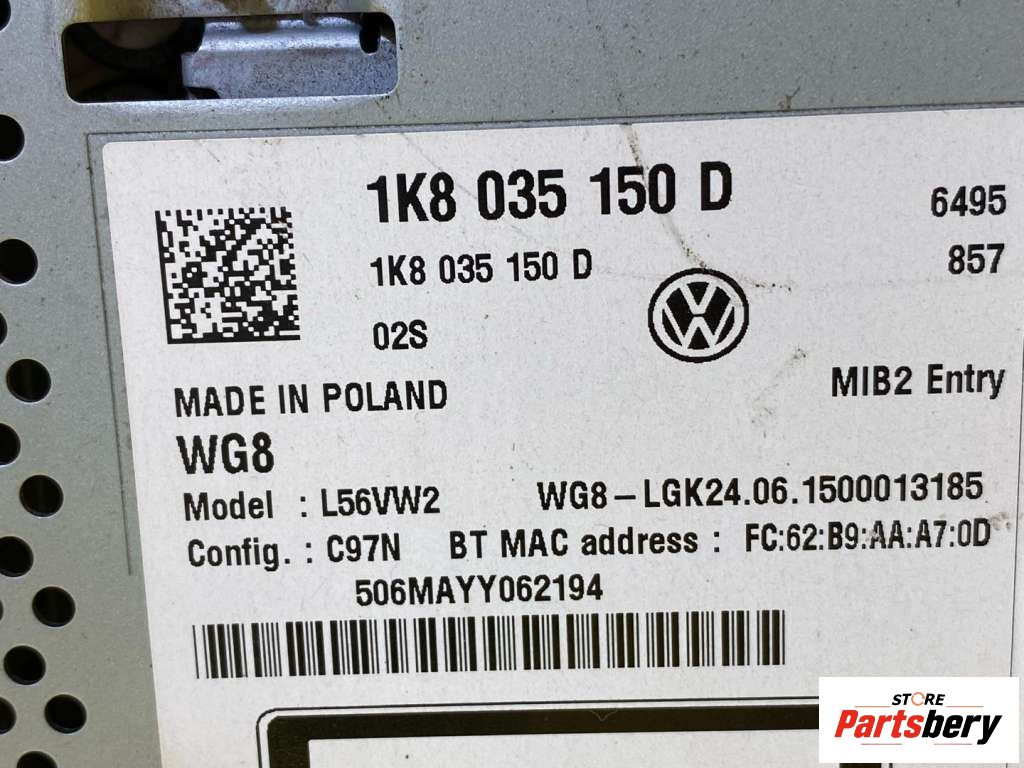 1K8 035 150 D
6495
1K8 035 150 D
857
02S
MIB2 Entry
MADE IN POLAND
WG8
Model : L56VW2 WG8-LGK24.06.1500013185
Config. : C97N BT MAC address : FC:62:B9:AA:A7:0D
506MAYY062194
STORE
Partsbery